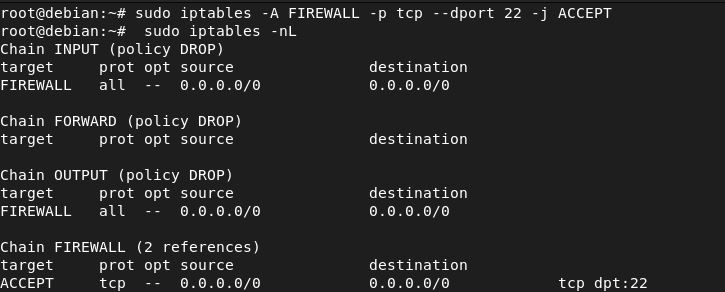 root@debian:~# sudo iptables -A FIREWALL -p tcp --dport 22 -j ACCEPT
root@debian:~#  sudo iptables -nL
Chain INPUT (policy DROP)
target     prot opt source               destination
FIREWALL   all  --  0.0.0.0/0            0.0.0.0/0

Chain FORWARD (policy DROP)
target     prot opt source               destination

Chain OUTPUT (policy DROP)
target     prot opt source               destination
FIREWALL   all  --  0.0.0.0/0            0.0.0.0/0

Chain FIREWALL (2 references)
target     prot opt source               destination
ACCEPT     tcp  --  0.0.0.0/0            0.0.0.0/0            tcp dpt:22